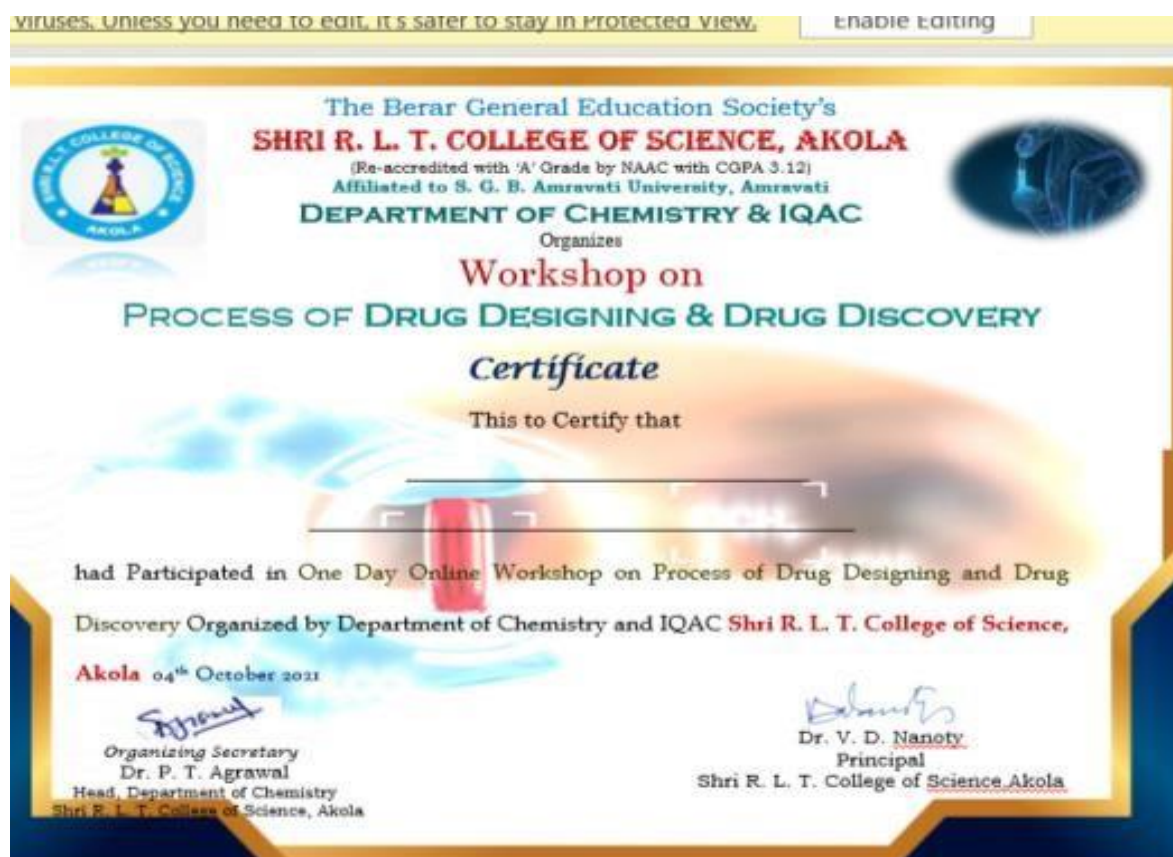 viruses. Unless you need to edit, it's safer to stay in Protected View.
Enable Editing
The Berar General Education Society's
SHRI R. L. T. COLLEGE OF SCIENCE, AKOLA
(Re-accredited with 'A' Grade by NAAC with CGPA 3.12)
Affiliated to S. G. B. Amravati University, Amravati
DEPARTMENT OF CHEMISTRY & IQAC
Organizes
Workshop on
PROCESS OF DRUG DESIGNING & DRUG DISCOVERY
Certificate
This to Certify that
had Participated in One Day Online Workshop on Process of Drug Designing and Drug
Discovery Organized by Department of Chemistry and IQAC Shri R. L. T. College of Science,
Akola 04th October 2021
Organizing Secretary
Dr. P. T. Agrawal
Head, Department of Chemistry
Shri R. L. T. College of Science, Akola
Dr. V. D. Nanoty
Principal
Shri R. L. T. College of Science,Akola
SHRI R.L.T. COLLEGE OF SCIENCE
AKOLA